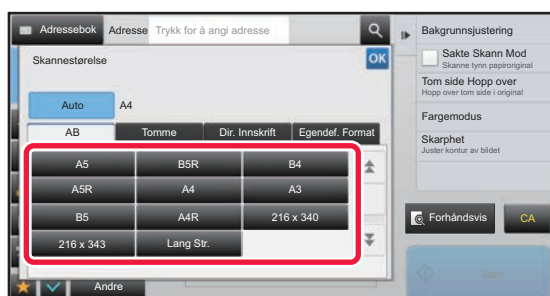 Adressebok Adresse Trykk for å angi adresse
Skannestørelse OK
Auto A4
AB Tomme Dir. Innskrift Egendef. Format
A5 B5R B4
A5R A4 A3
B5 A4R 216 x 340
216 x 343 Lang Str.
Andre
Bakgrunnsjustering
Sakte Skann Mod
Skanne tynn papiroriginal
Tom side Hopp over
Hopp over tom side i original
Fargemodus
Skarphet
Juster kontur av bildet
Forhåndsvis CA
Start